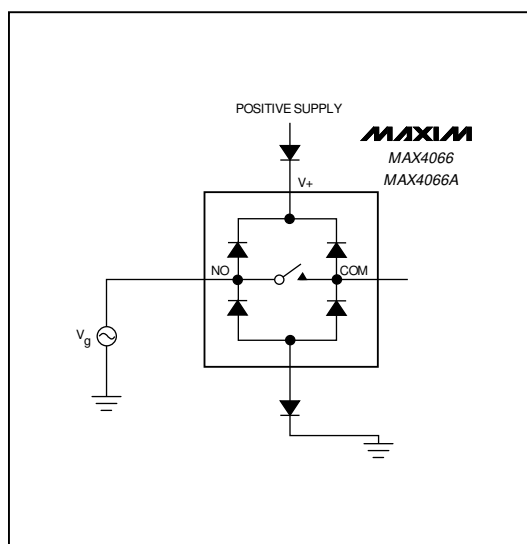 POSITIVE SUPPLY
MAXIM
MAX4066
MAX4066A
V+
NO
COM
Vg